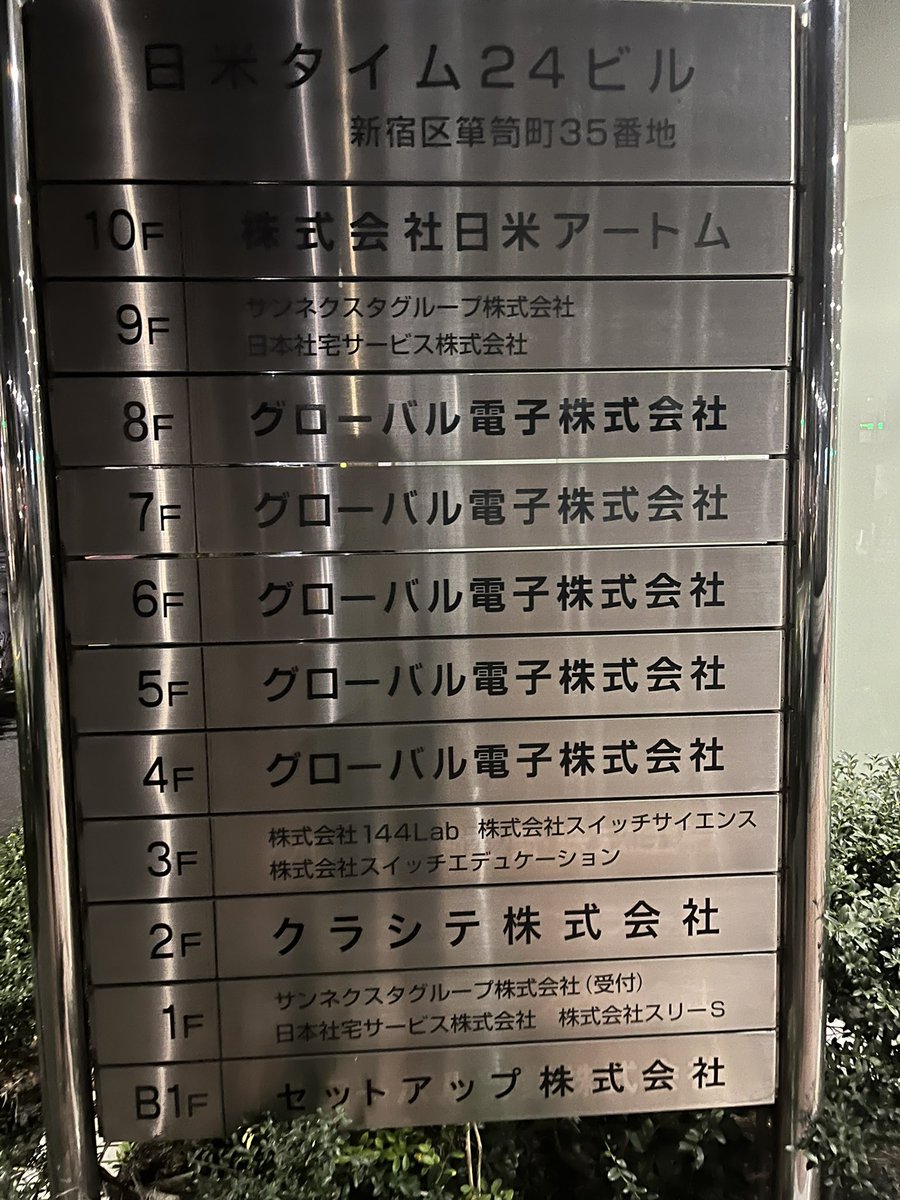 日米タイム24ビル
新宿区箪笥町35番地
10F 株式会社日米アートム
9F サンネクスタグループ株式会社
日本社宅サービス株式会社
8F グローバル電子株式会社
7F グローバル電子株式会社
6F グローバル電子株式会社
5F グローバル電子株式会社
4F グローバル電子株式会社
3F 株式会社144Lab 株式会社スイッチサイエンス
株式会社スイッチエデュケーション
2F クラシテ株式会社
1F サンネクスタグループ株式会社(受付)
日本社宅サービス株式会社 株式会社スリーS
B1F セットアップ株式会社